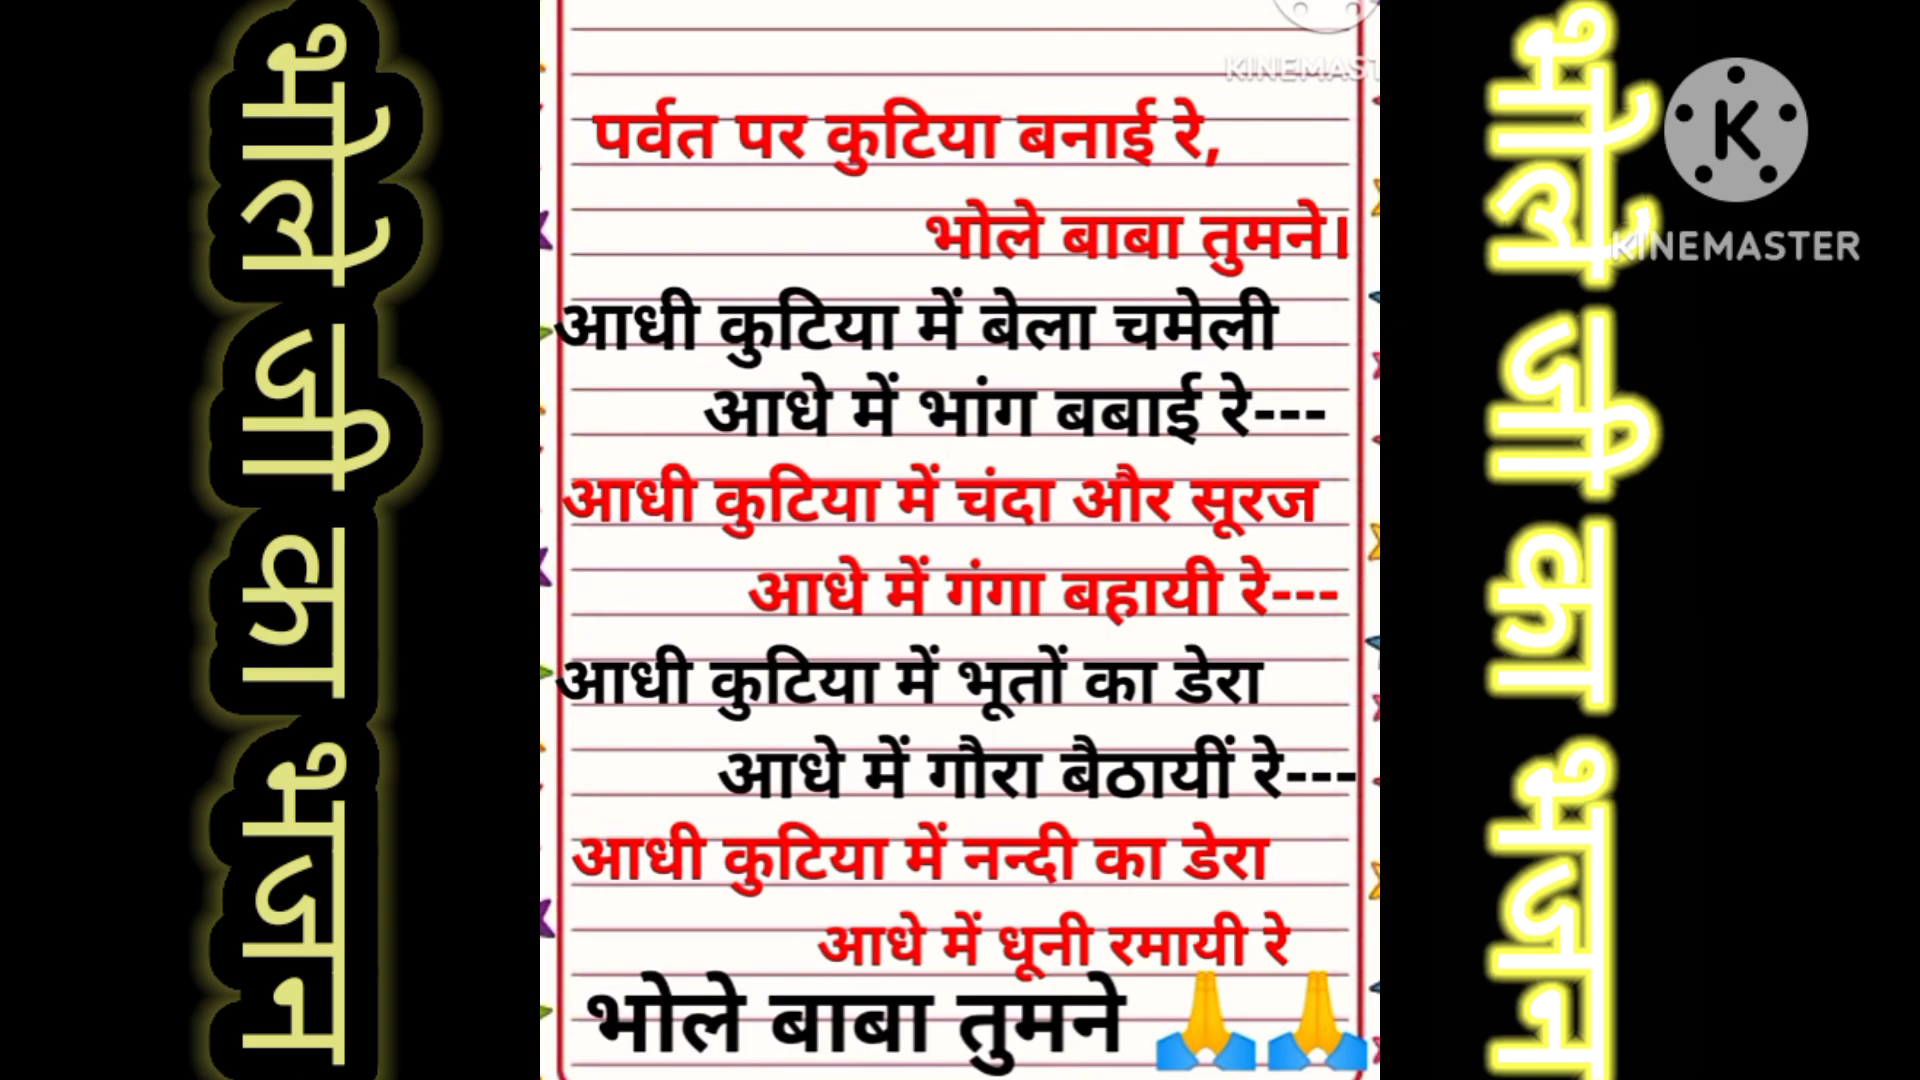 भोले जी का भजन
KINEMAST
पर्वत पर कुटिया बनाई रे,
भोले बाबा तुमने।
आधी कुटिया में बेला चमेली
आधे में भांग बबाई रे---
आधी कुटिया में चंदा और सूरज
आधे में गंगा बहायी रे---
आधी कुटिया में भूतों का डेरा
आधे में गौरा बैठायीं रे---
आधी कुटिया में नन्दी का डेरा
आधे में धूनी रमायी रे
भोले बाबा तुमने 🙏🙏
भोले जी का भजन
K
KINEMASTER